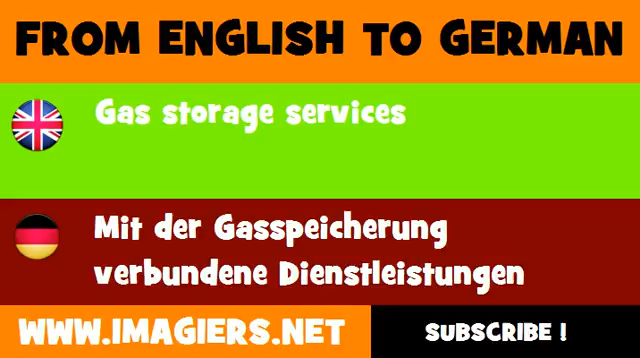 FROM ENGLISH TO GERMAN
Gas storage services
Mit der Gasspeicherung
verbundene Dienstleistungen
WWW.IMAGIERS.NET
SUBSCRIBE !